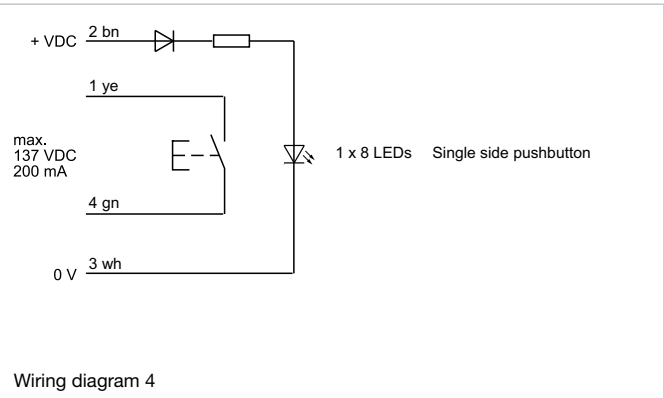 + VDC 2 bn
1 ye
max.
137 VDC
200 mA
1 x 8 LEDs Single side pushbutton
4 gn
0 V 3 wh
Wiring diagram 4